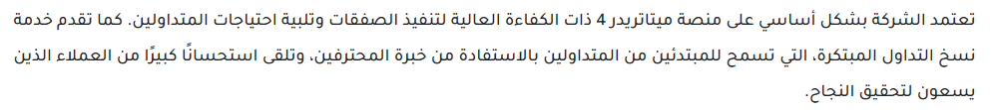 تعتمد الشركة بشكل أساسي على منصة ميتاتريدر 4 ذات الكفاءة العالية لتنفيذ الصفقات وتلبية احتياجات المتداولين. كما تقدم خدمة
نسخ التداول المبتكرة، التي تسمح للمبتدئين من المتداولين بالاستفادة من خبرة المحترفين، وتلقى استحسانًا كبيرًا من العملاء الذين
يسعون لتحقيق النجاح.